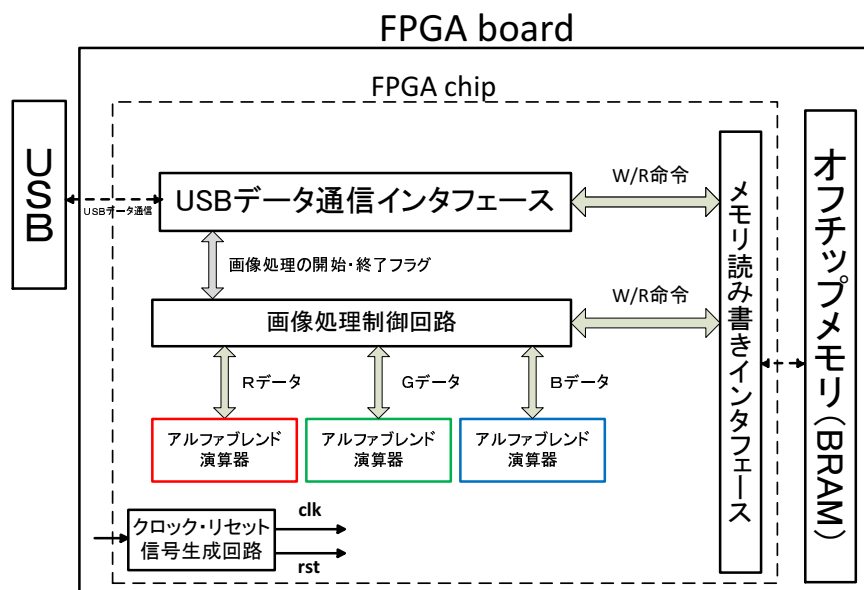 FPGA board
FPGA chip
USB
USBデータ通信
USBデータ通信インタフェース
W/R命令
画像処理の開始・終了フラグ
画像処理制御回路
W/R命令
Rデータ
Gデータ
Bデータ
アルファブレンド
演算器
アルファブレンド
演算器
アルファブレンド
演算器
クロック・リセット
信号生成回路
clk
rst
メモリ読み書きインタフェース
オフチップメモリ(BRAM)